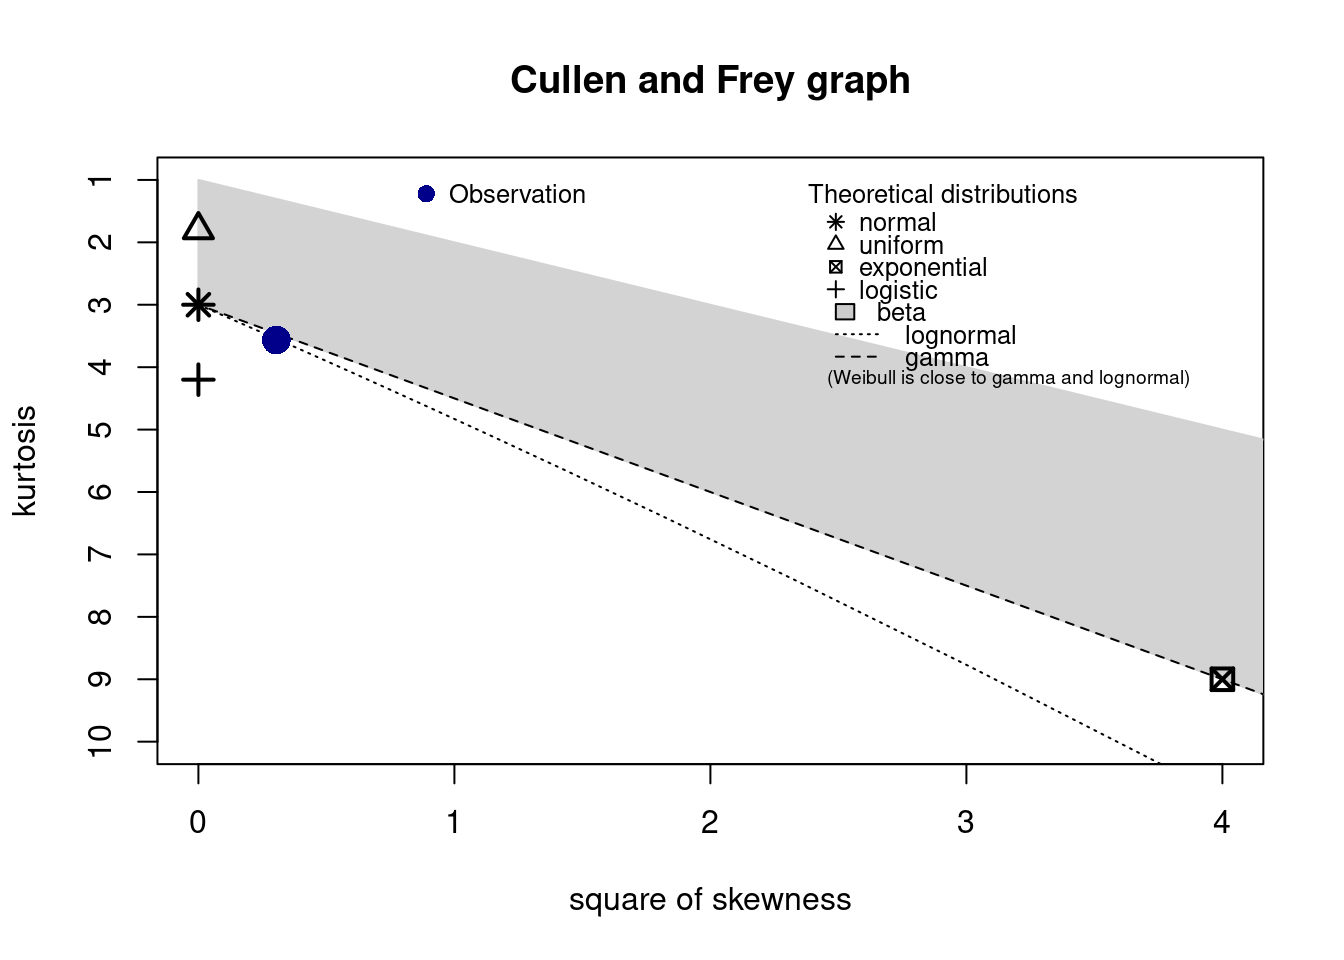 Cullen and Frey graph
Observation
Theoretical distributions
normal
uniform
exponential
logistic
beta
lognormal
gamma
(Weibull is close to gamma and lognormal)
kurtosis
1
2
3
4
5
6
7
8
9
10
0 1 2 3 4
square of skewness